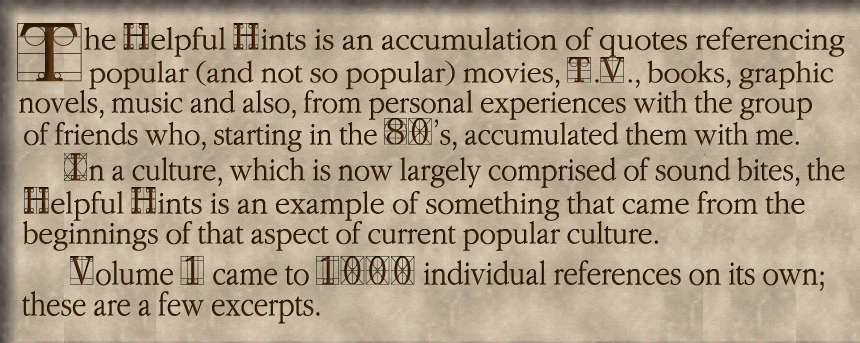 The Helpful Hints is an accumulation of quotes referencing
popular (and not so popular) movies, T.V., books, graphic
novels, music and also, from personal experiences with the group
of friends who, starting in the 80's, accumulated them with me.
In a culture, which is now largely comprised of sound bites, the
Helpful Hints is an example of something that came from the
beginnings of that aspect of current popular culture.
Volume 1 came to 1000 individual references on its own;
these are a few excerpts.